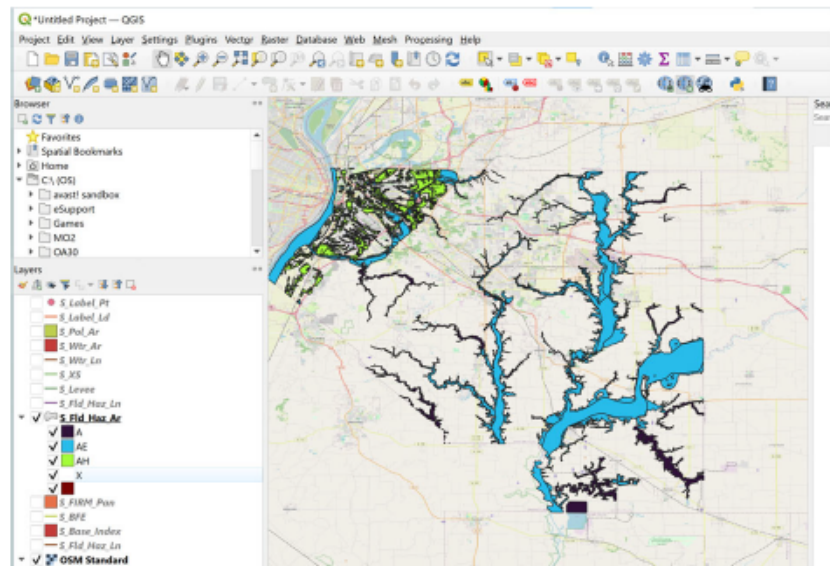 *Untitled Project — QGIS
Project Edit View Layer Settings Plugins Vector Raster Database Web Mesh Processing Help
Browser
Favorites
Spatial Bookmarks
Home
C:\ (OS)
avast! sandbox
eSupport
Games
MO2
OA30
Layers
S_Label_Pt
S_Label_Ld
S_Pol_Ar
S_Wtr_Ar
S_Wtr_Ln
S_XS
S_Levee
S_Fld_Haz_Ln
S_Fld_Haz_Ar
A
AE
AH
X
S_FIRM_Pan
S_BFE
S_Base_Index
S_Fld_Haz_Ln
OSM Standard
Sea
Sear